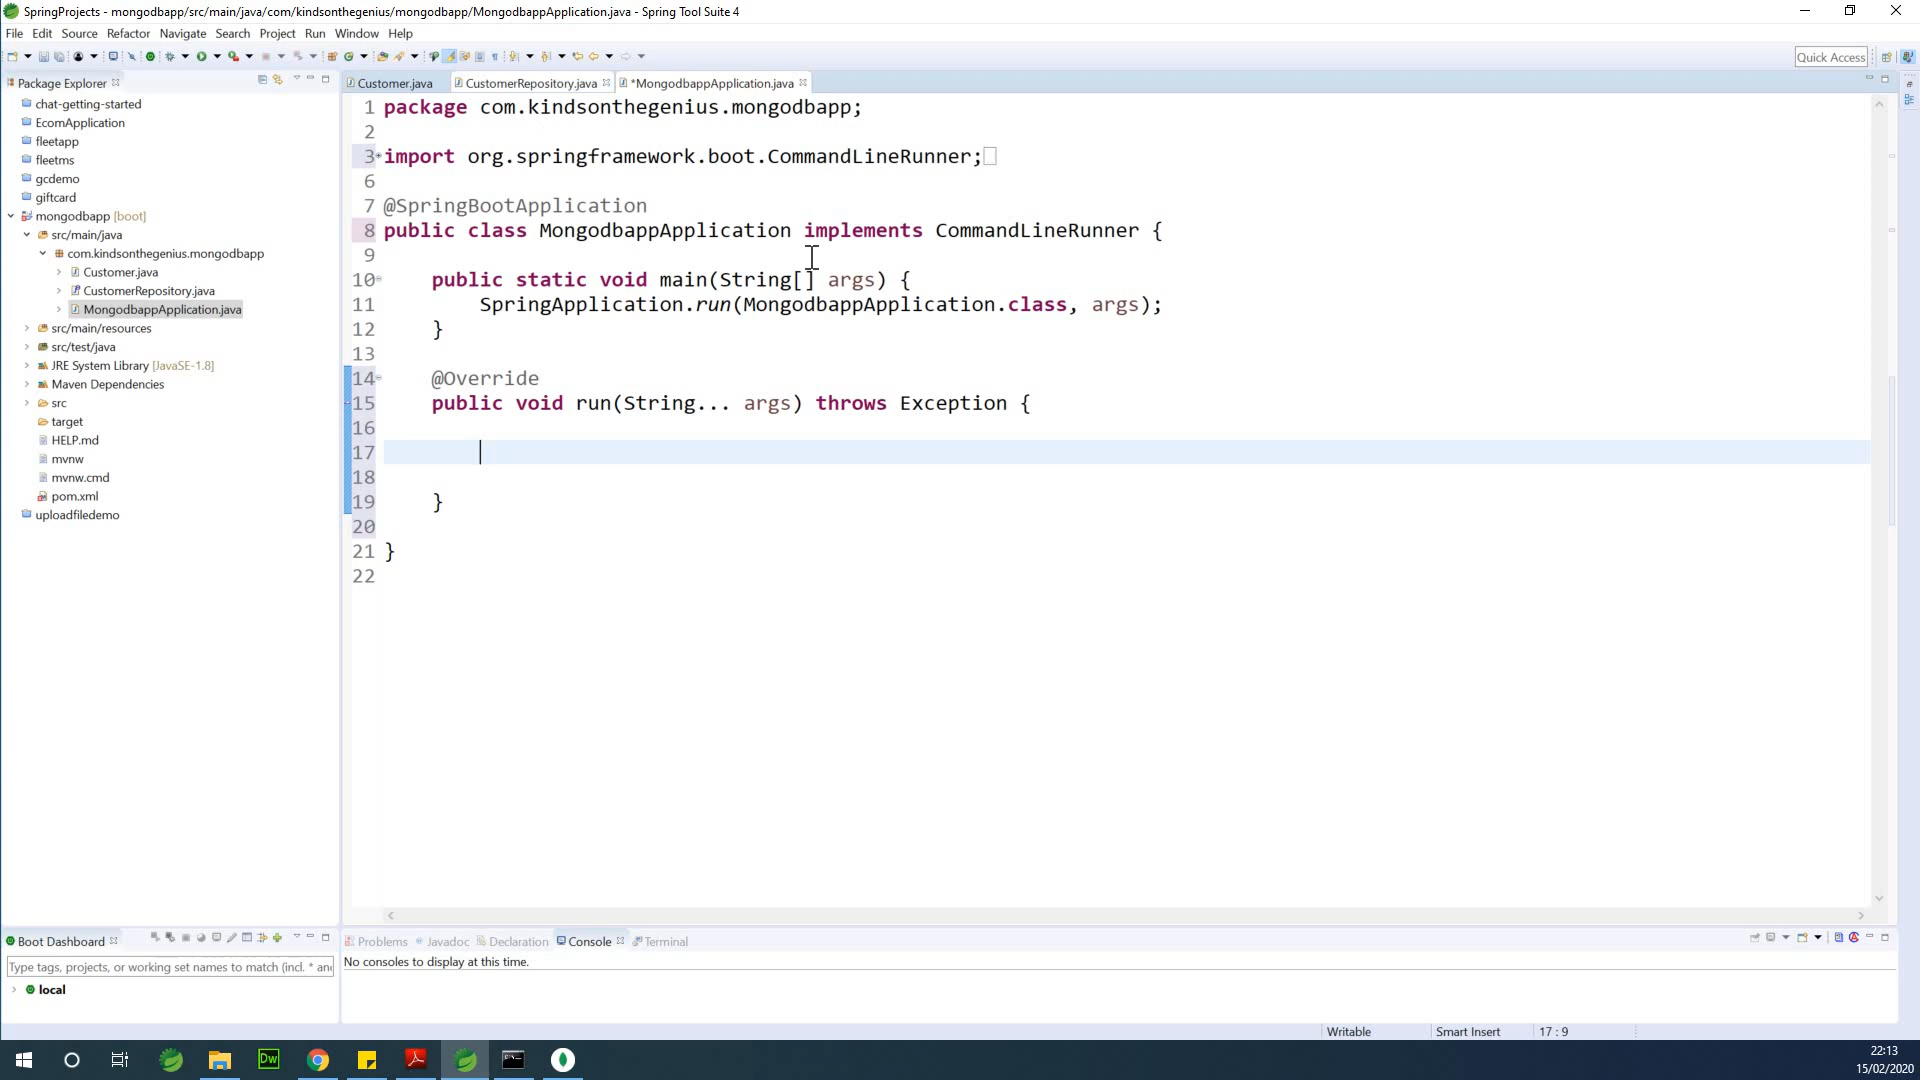 SpringProjects - mongodbapp/src/main/java/com/kindsonthegenius/mongodbapp/MongodbappApplication.java - Spring Tool Suite 4
File Edit Source Refactor Navigate Search Project Run Window Help
Quick Access
Package Explorer
Customer.java CustomerRepository.java *MongodbappApplication.java
chat-getting-started
EcomApplication
fleetapp
fleetms
gcdemo
giftcard
mongodbapp [boot]
src/main/java
com.kindsonthegenius.mongodbapp
Customer.java
CustomerRepository.java
MongodbappApplication.java
src/main/resources
src/test/java
JRE System Library [JavaSE-1.8]
Maven Dependencies
src
target
HELP.md
mvnw
mvnw.cmd
pom.xml
uploadfiledemo
1 package com.kindsonthegenius.mongodbapp;
2
3 import org.springframework.boot.CommandLineRunner;
6
7 @SpringBootApplication
8 public class MongodbappApplication implements CommandLineRunner {
9
10 public static void main(String[] args) {
11 SpringApplication.run(MongodbappApplication.class, args);
12 }
13
14 @Override
15 public void run(String... args) throws Exception {
16
17
18
19 }
20
21 }
22
Boot Dashboard
Type tags, projects, or working set names to match (incl. * an
local
Problems Javadoc Declaration Console Terminal
No consoles to display at this time.
Writable Smart Insert 17 : 9
Dw
22:13
15/02/2020